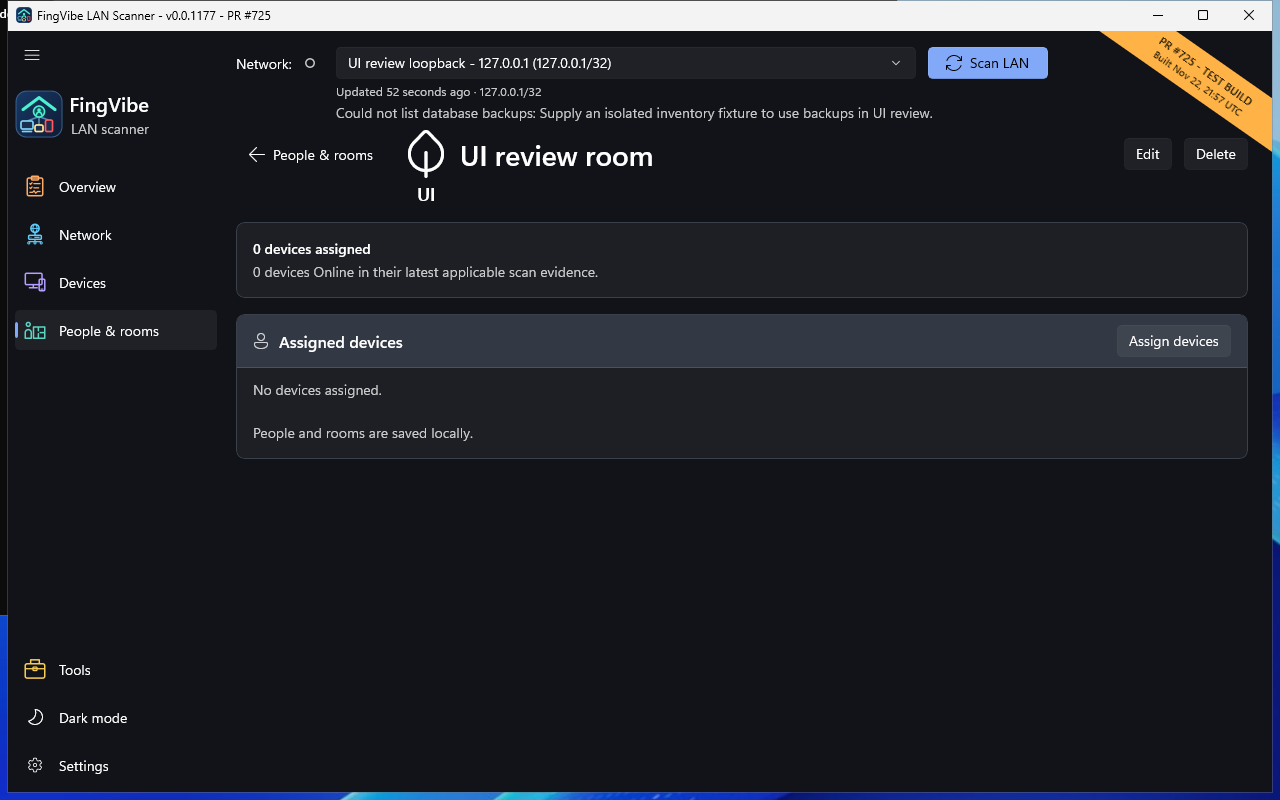 FingVibe LAN Scanner - v0.0.1177 - PR #725
PR #725 - TEST BUILD
Built Nov 22, 21:57 UTC
Network:
UI review loopback - 127.0.0.1 (127.0.0.1/32)
Scan LAN
Updated 52 seconds ago · 127.0.0.1/32
Could not list database backups: Supply an isolated inventory fixture to use backups in UI review.
FingVibe
LAN scanner
Overview
Network
Devices
People & rooms
Tools
Dark mode
Settings
People & rooms
UI
UI review room
Edit
Delete
0 devices assigned
0 devices Online in their latest applicable scan evidence.
Assigned devices
Assign devices
No devices assigned.
People and rooms are saved locally.